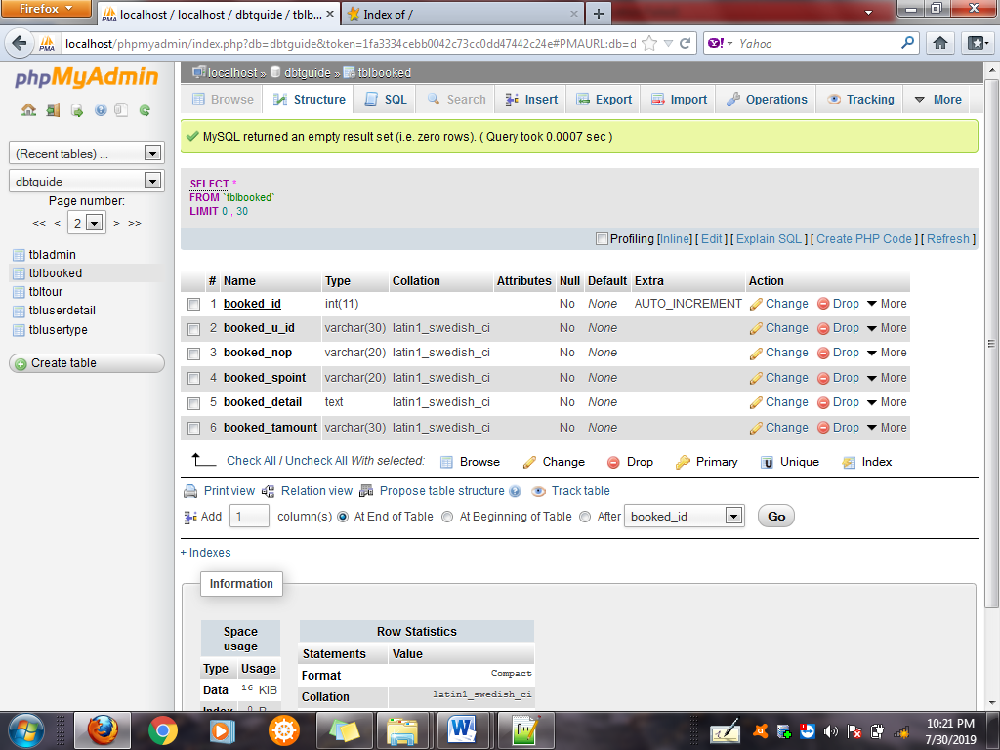 Firefox
localhost / localhost / dbtguide / tblb...
Index of /
localhost/phpmyadmin/index.php?db=dbtguide&token=1fa3334cebb0042c73cc0dd47442c24e#PMAURL:db=d
Yahoo
phpMyAdmin
(Recent tables) ...
dbtguide
Page number:
<< < 2 > >>
tbladmin
tblbooked
tbltour
tbluserdetail
tblusertype
Create table
localhost » dbtguide » tblbooked
Browse Structure SQL Search Insert Export Import Operations Tracking More
MySQL returned an empty result set (i.e. zero rows). ( Query took 0.0007 sec )
SELECT *
FROM `tblbooked`
LIMIT 0 , 30
Profiling [Inline] [ Edit ] [ Explain SQL ] [ Create PHP Code ] [ Refresh ]
# Name Type Collation Attributes Null Default Extra Action
1 booked_id int(11) No None AUTO_INCREMENT Change Drop More
2 booked_u_id varchar(30) latin1_swedish_ci No None Change Drop More
3 booked_nop varchar(20) latin1_swedish_ci No None Change Drop More
4 booked_spoint varchar(20) latin1_swedish_ci No None Change Drop More
5 booked_detail text latin1_swedish_ci No None Change Drop More
6 booked_tamount varchar(30) latin1_swedish_ci No None Change Drop More
Check All / Uncheck All With selected: Browse Change Drop Primary Unique Index
Print view Relation view Propose table structure Track table
Add 1 column(s) At End of Table At Beginning of Table After booked_id Go
+ Indexes
Information
Space usage
Type Usage
Data 16 KiB
Index 0 B
Row Statistics
Statements Value
Format Compact
Collation latin1_swedish_ci
10:21 PM
7/30/2019